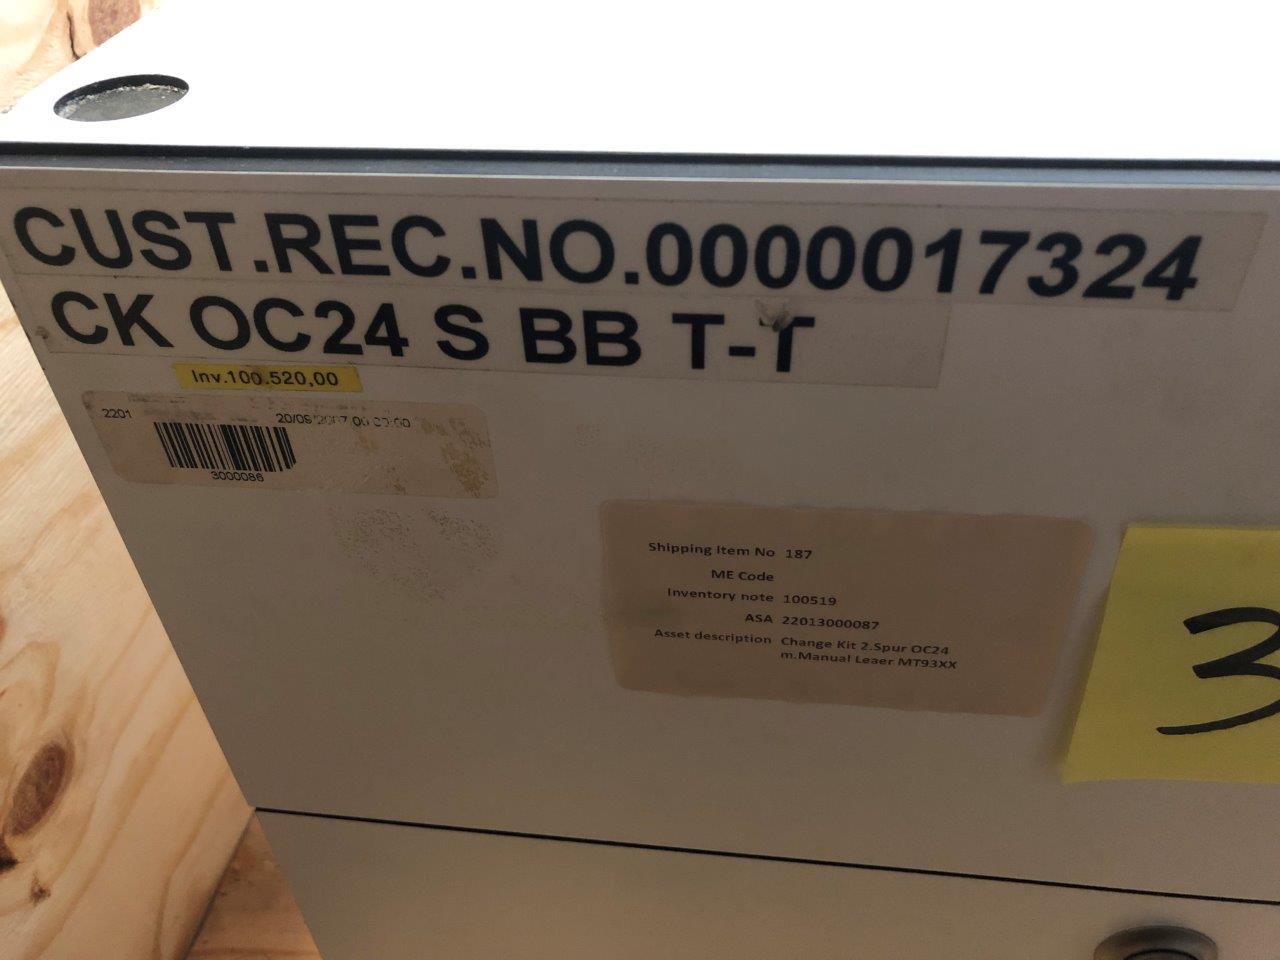 CUST.REC.NO.0000017324
CK OC24 S BB T-T
Inv.100.520,00
2201
3000086
Shipping Item No 187
ME Code
Inventory note 100519
ASA 22013000087
Asset description Change Kit 2.Spur OC24
m.Manual Leaer MT93XX
3